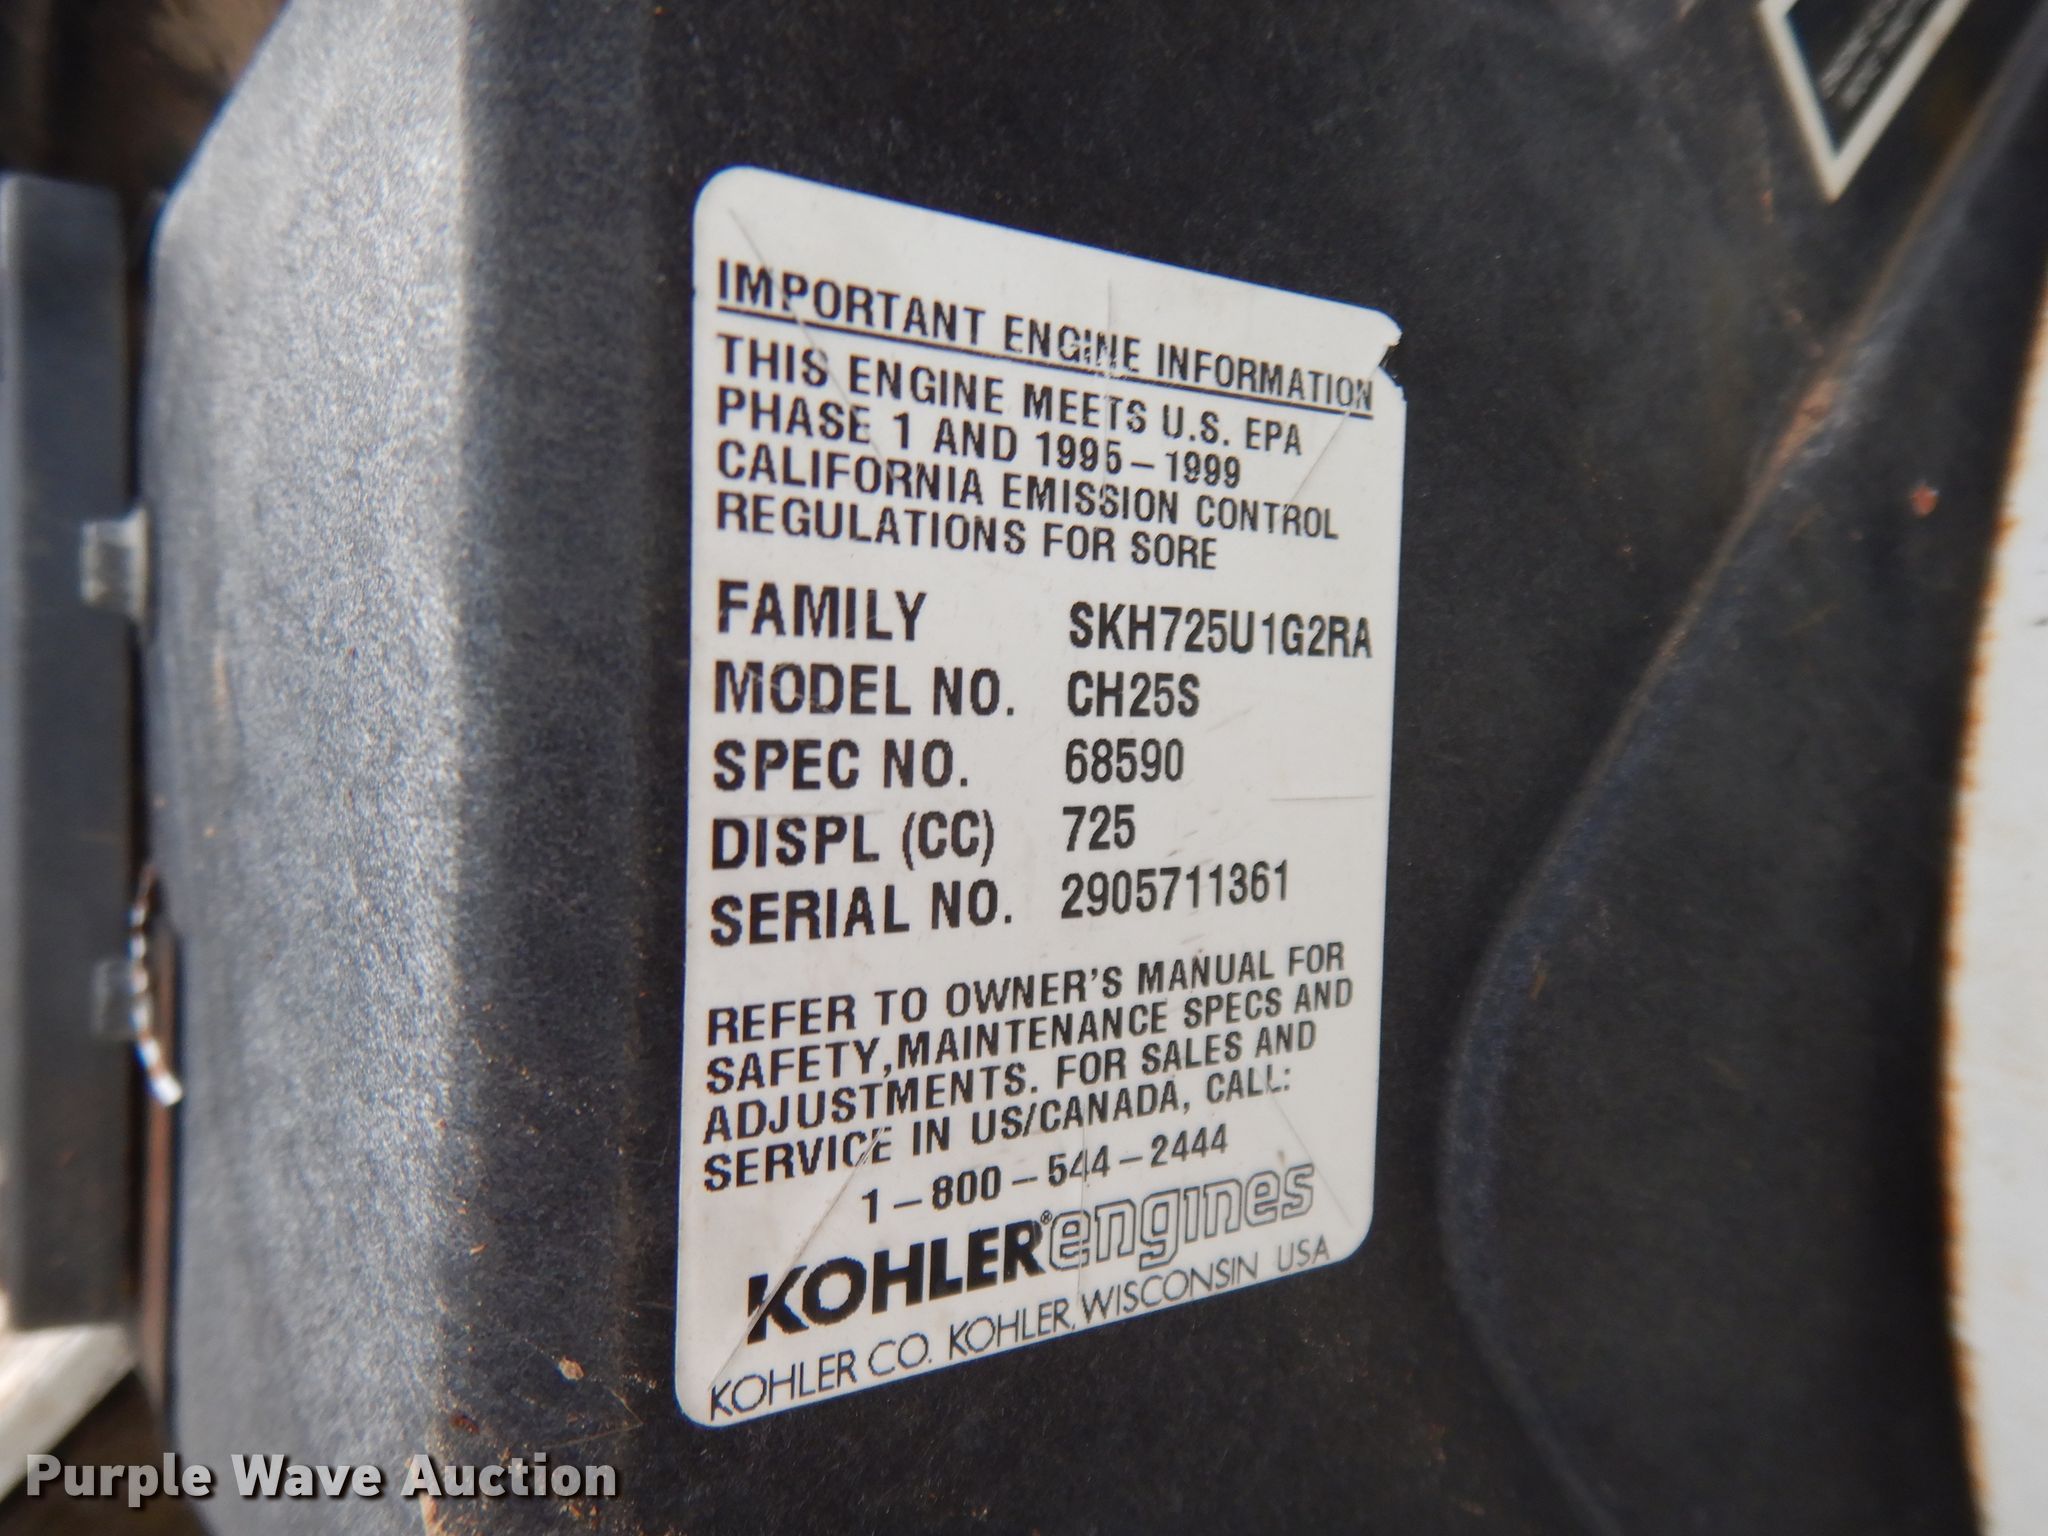 IMPORTANT ENGINE INFORMATION
THIS ENGINE MEETS U.S. EPA
PHASE 1 AND 1995-1999
CALIFORNIA EMISSION CONTROL
REGULATIONS FOR SORE
FAMILY SKH725U1G2RA
MODEL NO. CH25S
SPEC NO. 68590
DISPL (CC) 725
SERIAL NO. 2905711361
REFER TO OWNER'S MANUAL FOR
SAFETY, MAINTENANCE SPECS AND
ADJUSTMENTS. FOR SALES AND
SERVICE IN US/CANADA, CALL:
1-800-544-2444
KOHLER® engines
KOHLER CO. KOHLER, WISCONSIN USA
Purple Wave Auction